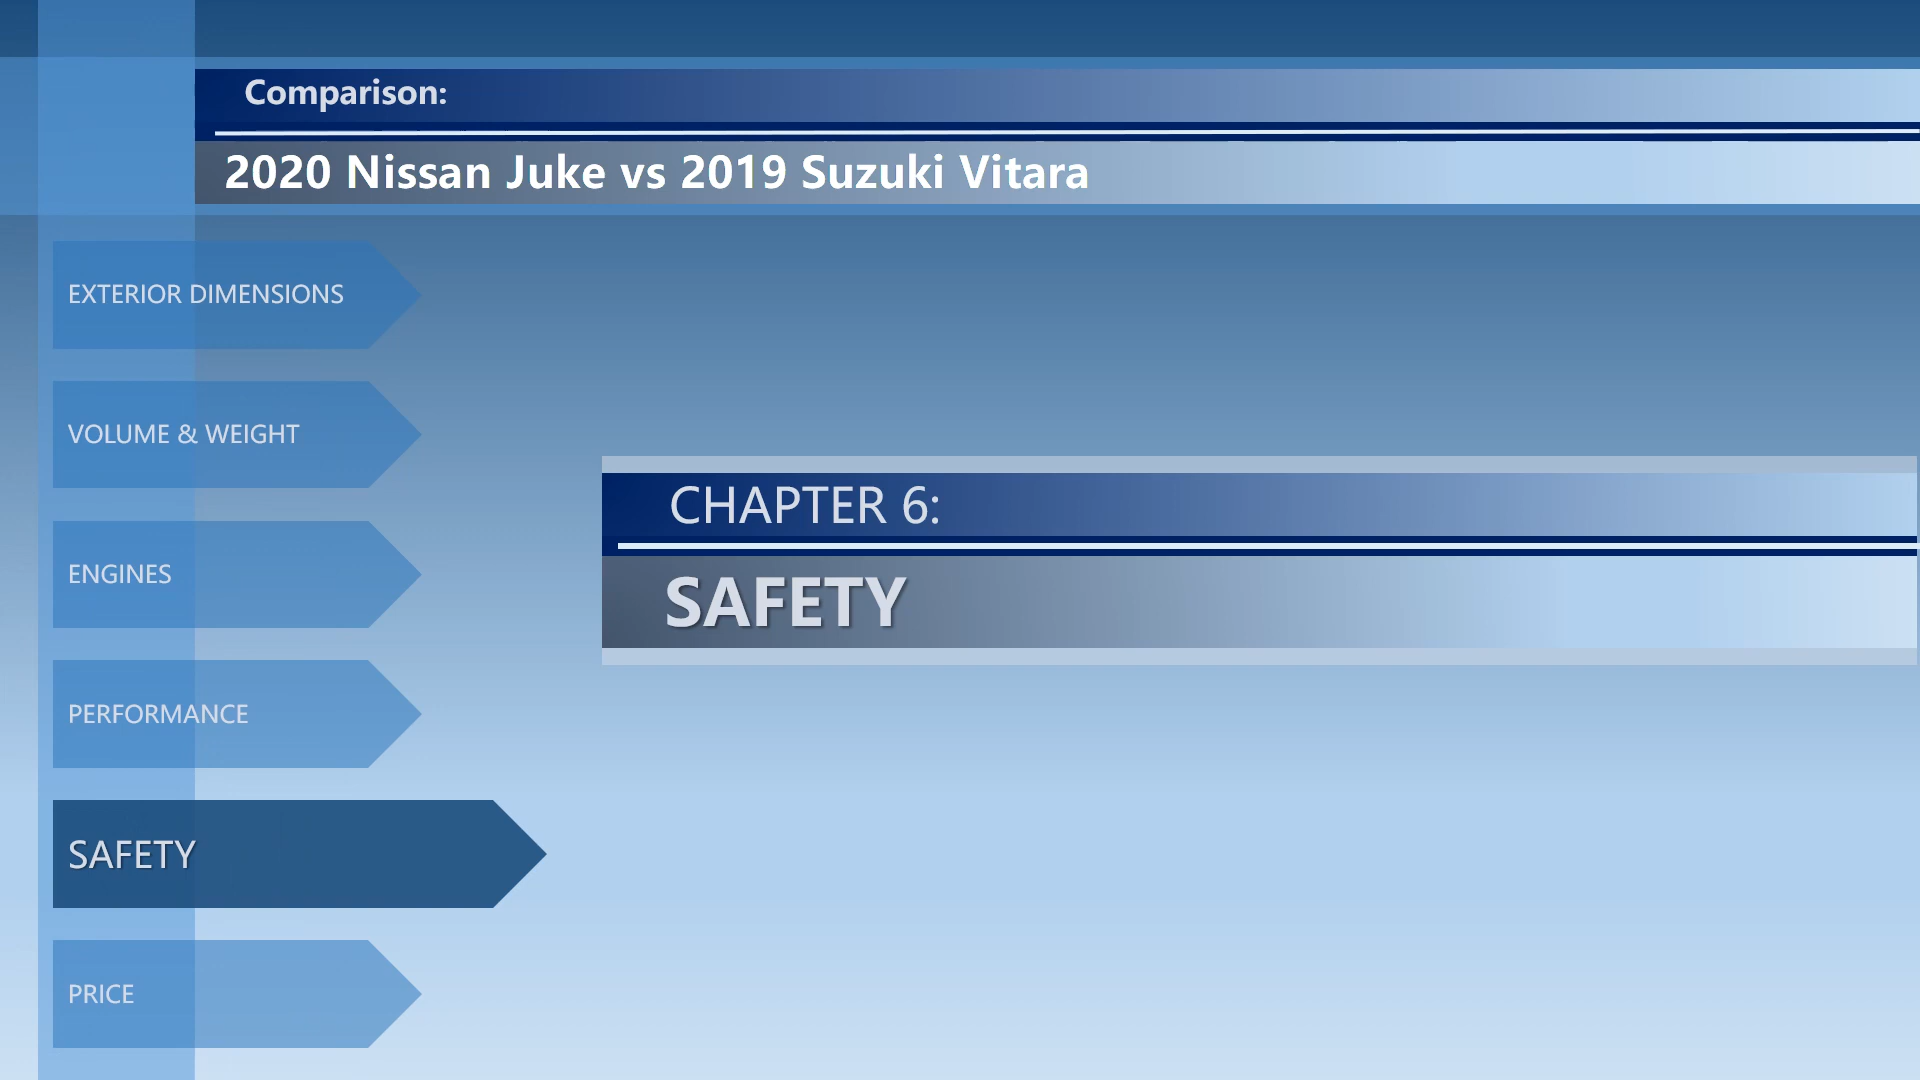 Comparison:
2020 Nissan Juke vs 2019 Suzuki Vitara
EXTERIOR DIMENSIONS
VOLUME & WEIGHT
ENGINES
PERFORMANCE
SAFETY
PRICE
CHAPTER 6:
SAFETY